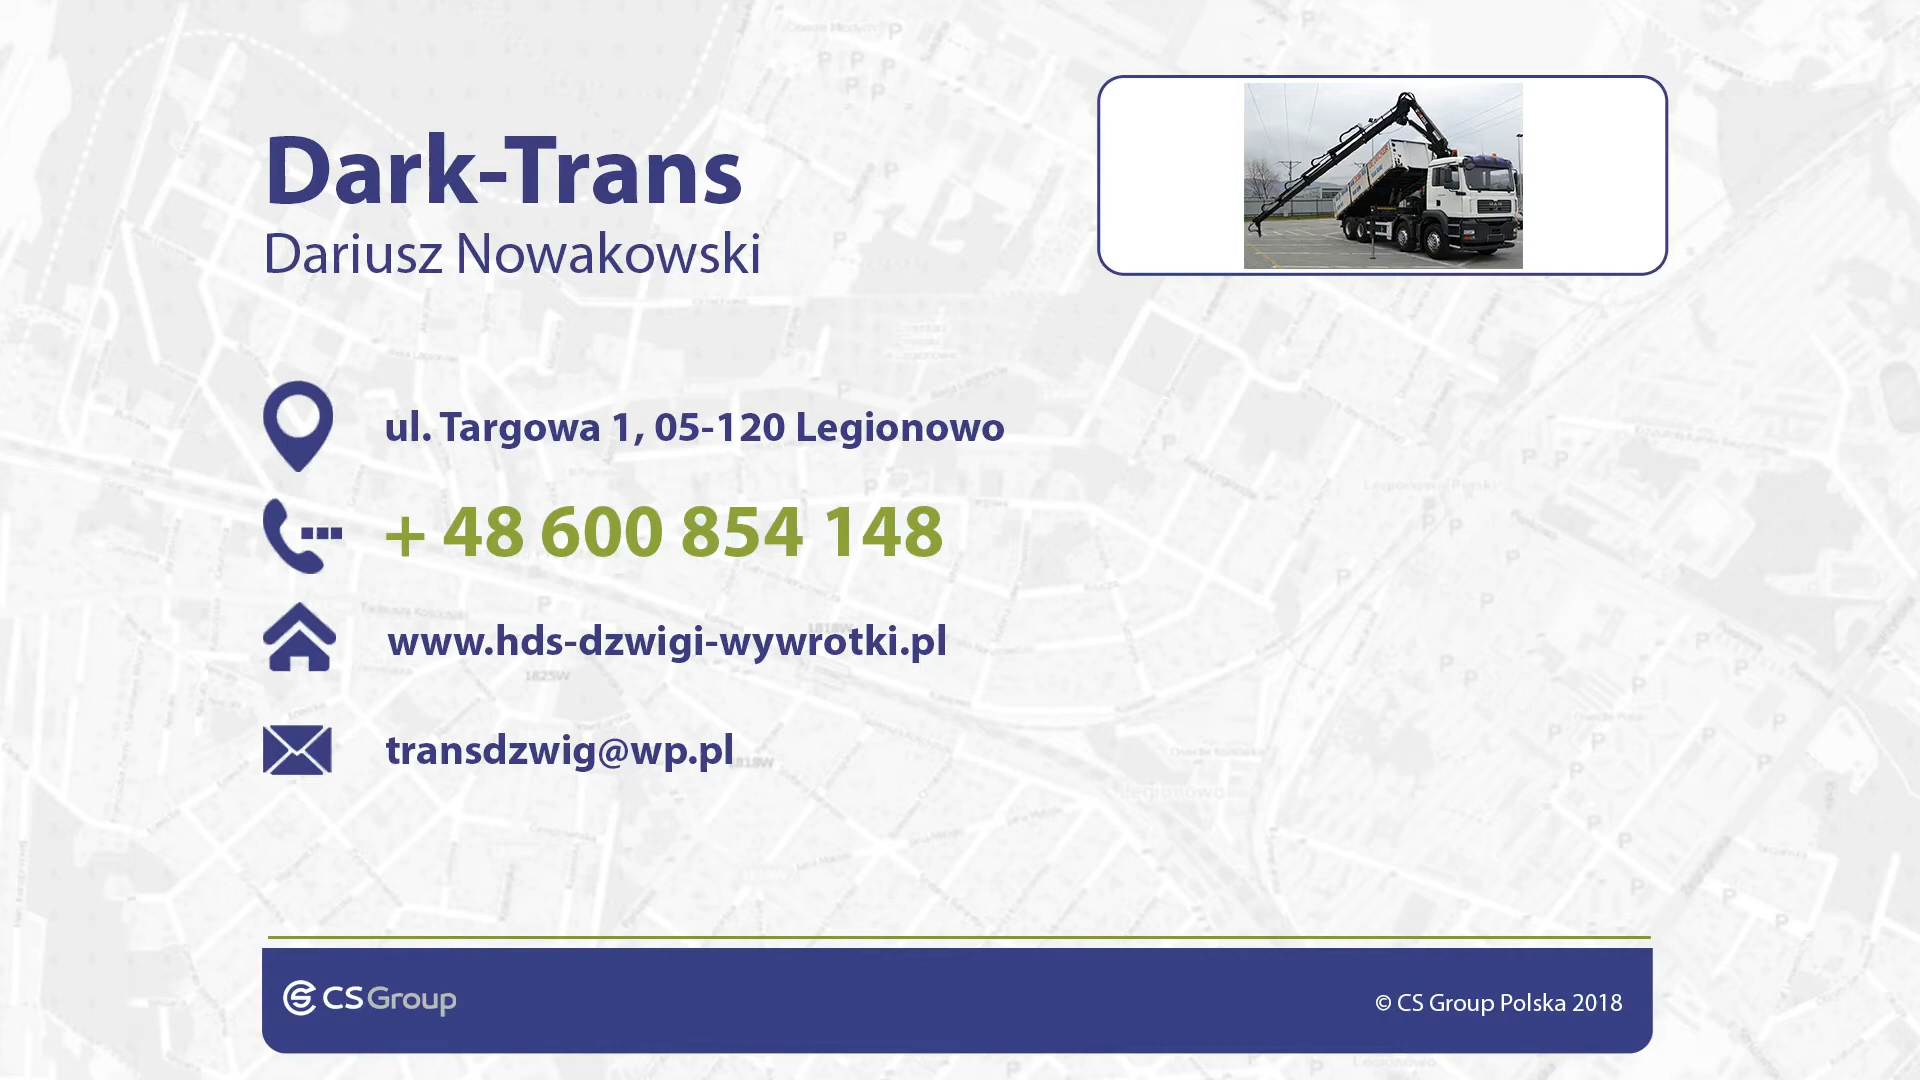 Dark-Trans
Dariusz Nowakowski
ul. Targowa 1, 05-120 Legionowo
+ 48 600 854 148
www.hds-dzwigi-wywrotki.pl
transdzwig@wp.pl
CS Group
© CS Group Polska 2018